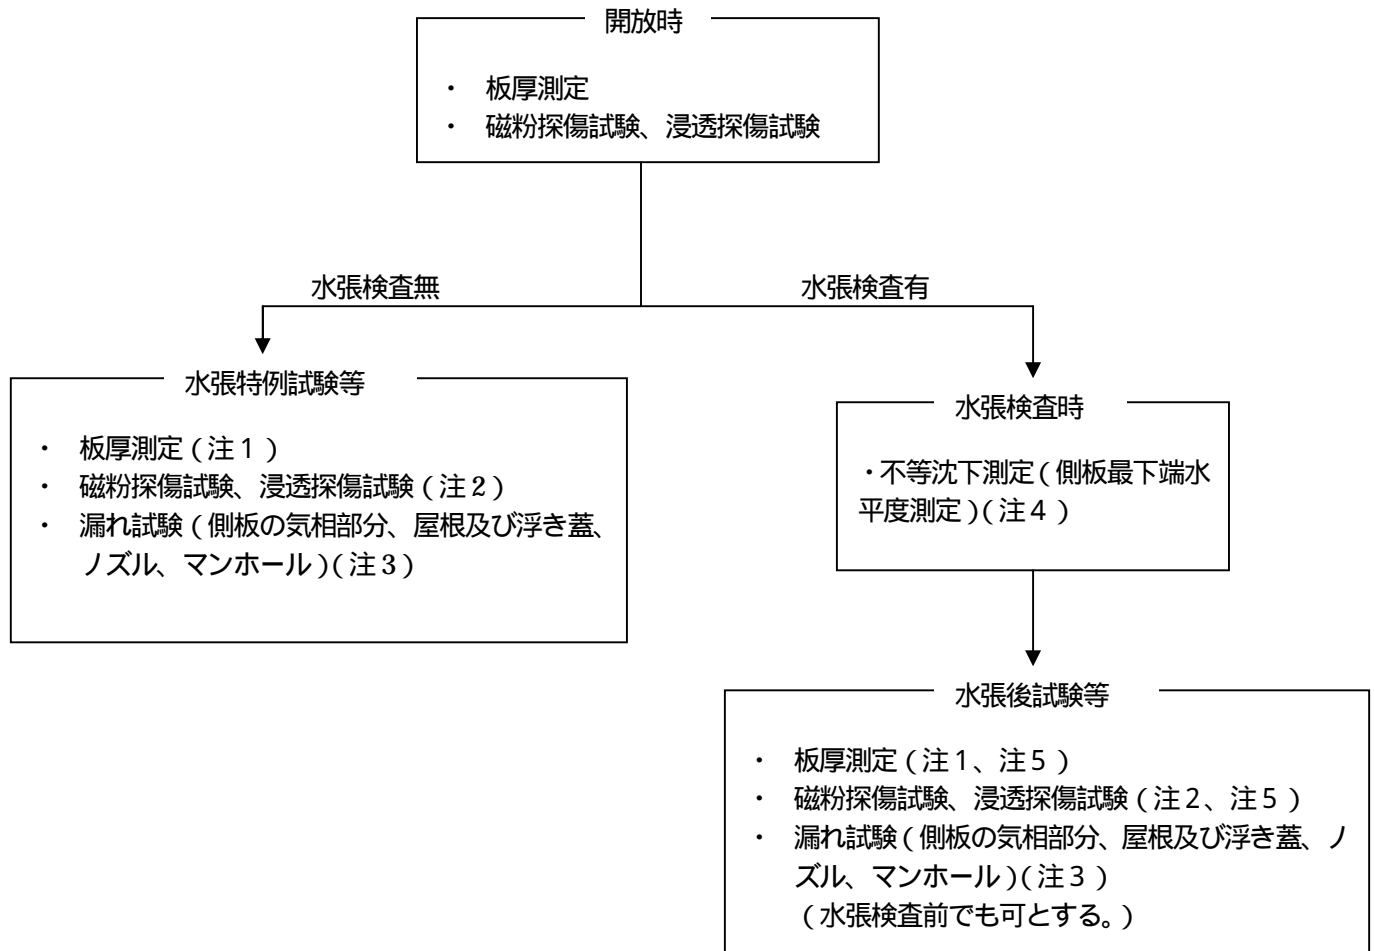 開放時
・ 板厚測定
・ 磁粉探傷試験、浸透探傷試験
水張検査無
水張検査有
水張特例試験等
・ 板厚測定(注1)
・ 磁粉探傷試験、浸透探傷試験(注2)
・ 漏れ試験(側板の気相部分、屋根及び浮き蓋、
ノズル、マンホール)(注3)
水張検査時
・不等沈下測定(側板最下端水
平度測定)(注4)
水張後試験等
・ 板厚測定(注1、注5)
・ 磁粉探傷試験、浸透探傷試験(注2、注5)
・ 漏れ試験(側板の気相部分、屋根及び浮き蓋、ノ
ズル、マンホール)(注3)
(水張検査前でも可とする。)